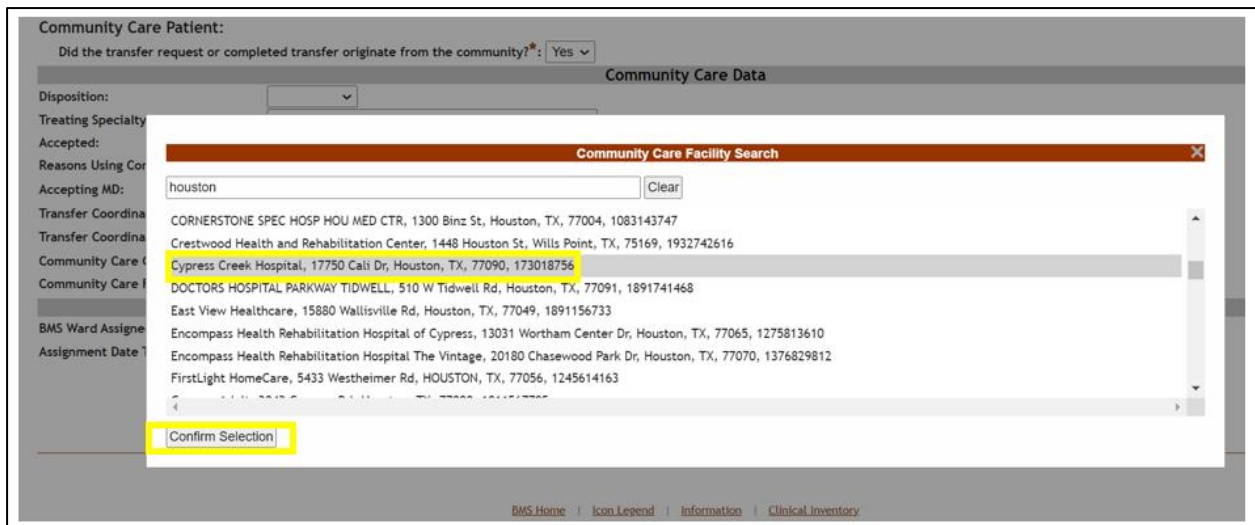 Community Care Patient:
Did the transfer request or completed transfer originate from the community?*: Yes
Community Care Data
Disposition:
Treating Specialty
Accepted:
Community Care Facility Search
Reasons Using Con
Accepting MD:
houston Clear
Transfer Coordina
CORNERSTONE SPEC HOSP HOU MED CTR, 1300 Binz St, Houston, TX, 77004, 1083143747
Transfer Coordina
Crestwood Health and Rehabilitation Center, 1448 Houston St, Wills Point, TX, 75169, 1932742616
Community Care
Cypress Creek Hospital, 17750 Cali Dr, Houston, TX, 77090, 173018756
Community Care
DOCTORS HOSPITAL PARKWAY TIDWELL, 510 W Tidwell Rd, Houston, TX, 77091, 1891741468
East View Healthcare, 15880 Wallisville Rd, Houston, TX, 77049, 1891156733
BMS Ward Assigne
Encompass Health Rehabilitation Hospital of Cypress, 13031 Wortham Center Dr, Houston, TX, 77065, 1275813610
Assignment Date T
Encompass Health Rehabilitation Hospital The Vintage, 20180 Chasewood Park Dr, Houston, TX, 77070, 1376829812
FirstLight HomeCare, 5433 Westheimer Rd, HOUSTON, TX, 77056, 1245614163
Confirm Selection
BMS Home | Icon Legend | Information | Clinical Inventory